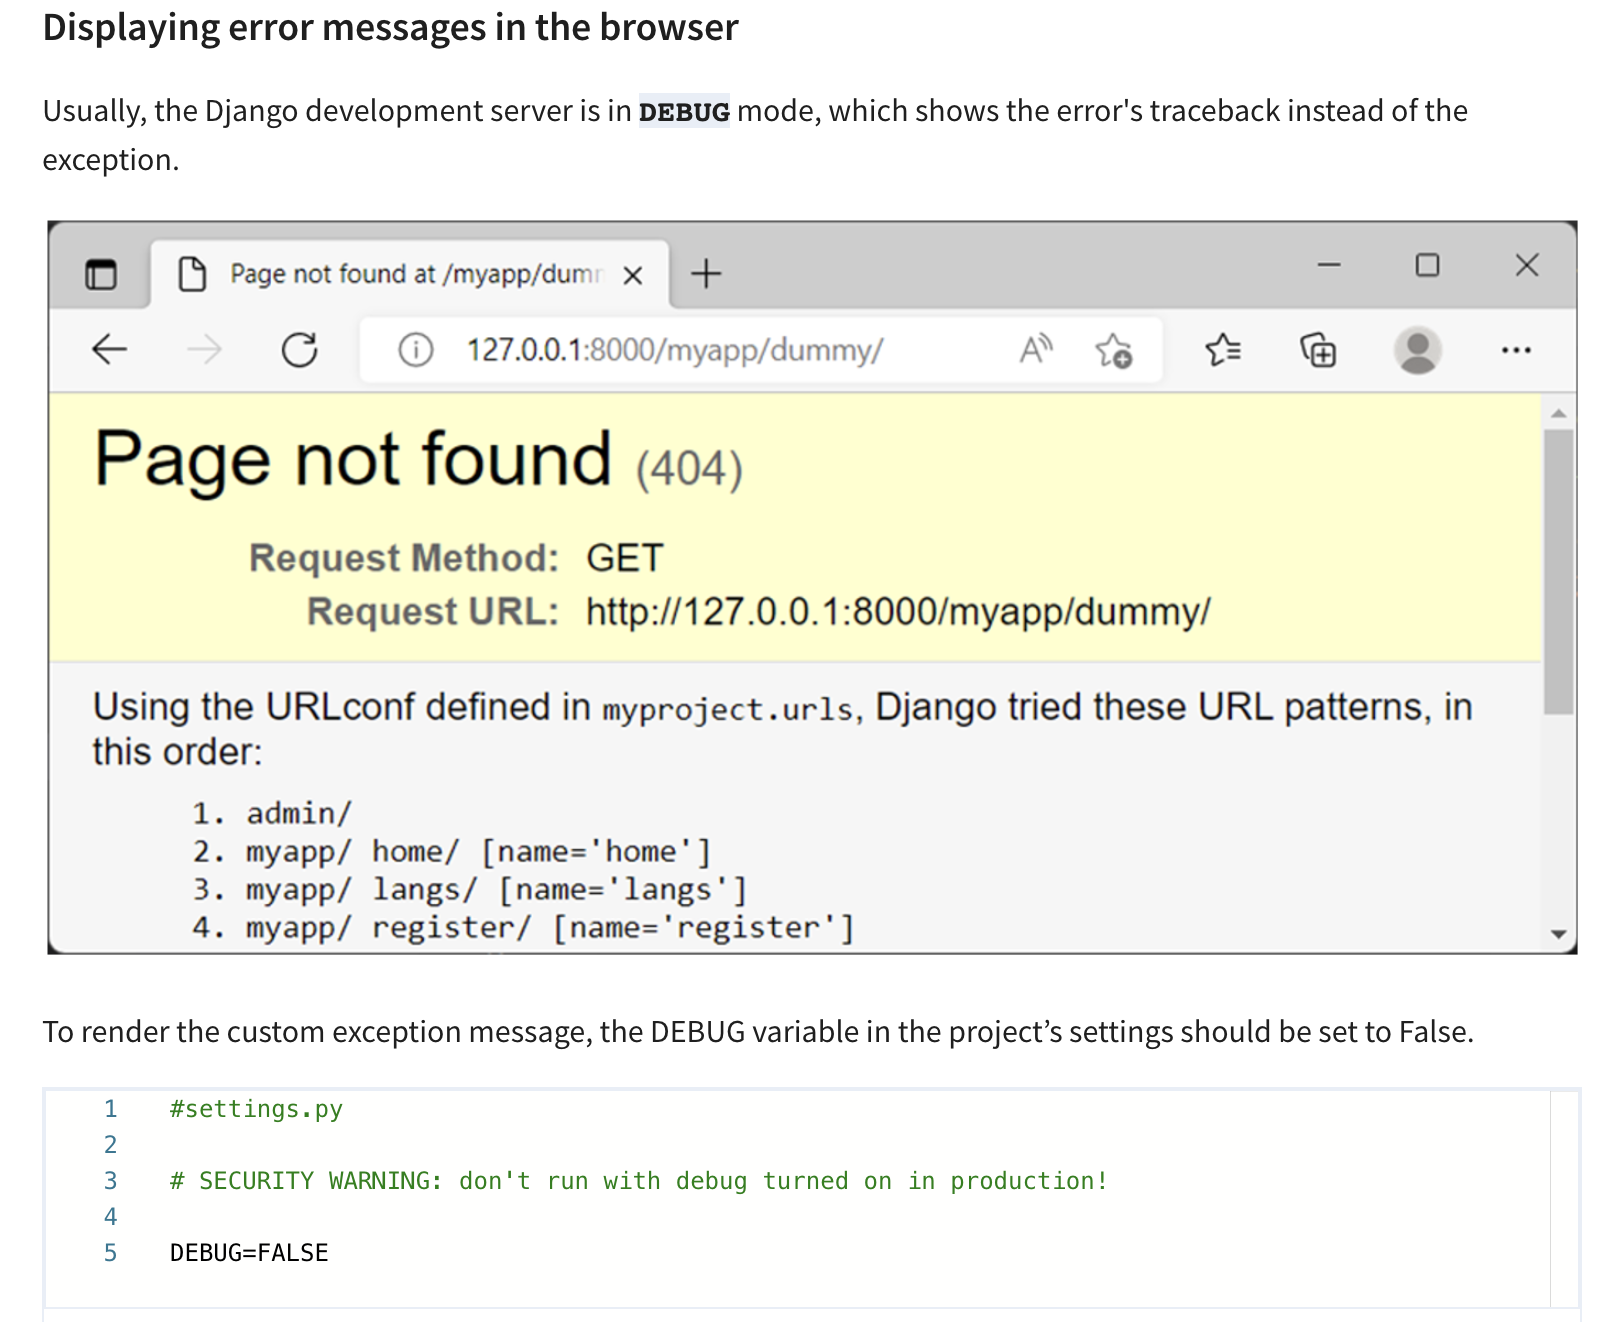 Displaying error messages in the browser
Usually, the Django development server is in DEBUG mode, which shows the error's traceback instead of the
exception.
Page not found at /myapp/dumm
127.0.0.1:8000/myapp/dummy/
Page not found (404)
Request Method: GET
Request URL: http://127.0.0.1:8000/myapp/dummy/
Using the URLconf defined in myproject.urls, Django tried these URL patterns, in
this order:
1. admin/
2. myapp/ home/ [name='home']
3. myapp/ langs/ [name='langs']
4. myapp/ register/ [name='register']
To render the custom exception message, the DEBUG variable in the project’s settings should be set to False.
1 #settings.py
2
3 # SECURITY WARNING: don't run with debug turned on in production!
4
5 DEBUG=FALSE